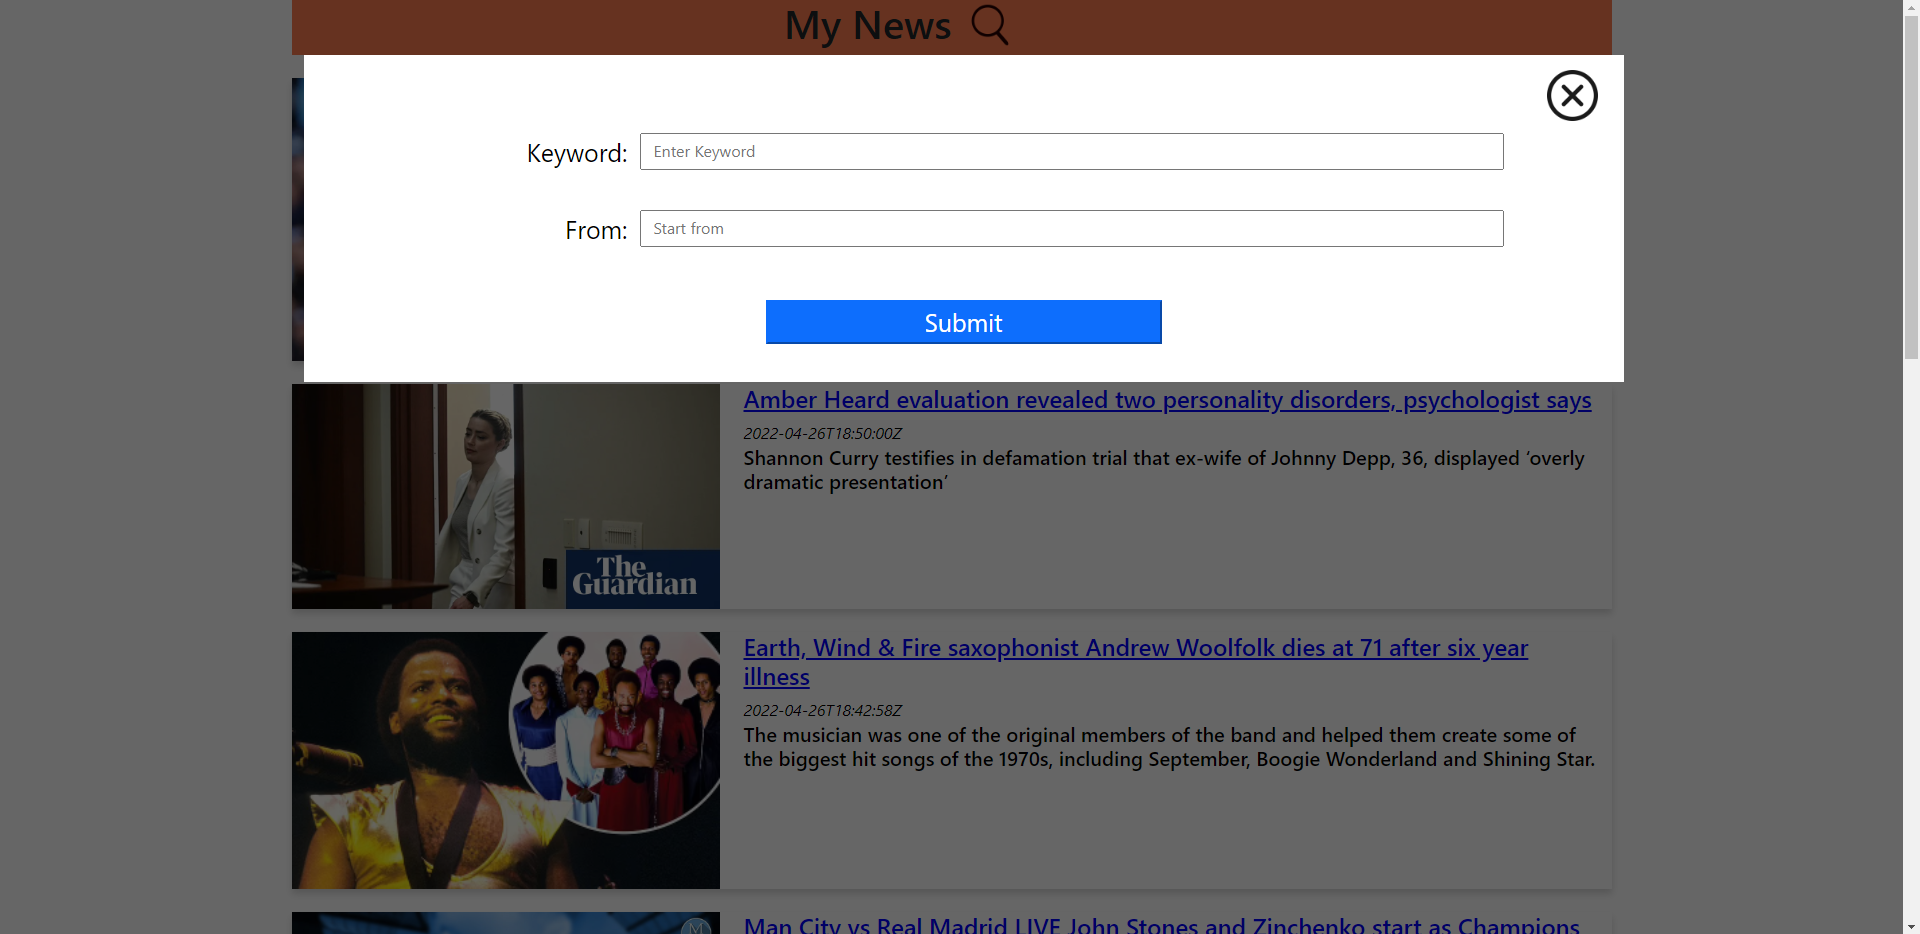 My News
Keyword:
Enter Keyword
From:
Start from
Submit
Amber Heard evaluation revealed two personality disorders, psychologist says
2022-04-26T18:50:00Z
Shannon Curry testifies in defamation trial that ex-wife of Johnny Depp, 36, displayed ‘overly
dramatic presentation’
The
Guardian
Earth, Wind & Fire saxophonist Andrew Woolfolk dies at 71 after six year
illness
2022-04-26T18:42:58Z
The musician was one of the original members of the band and helped them create some of
the biggest hit songs of the 1970s, including September, Boogie Wonderland and Shining Star.
M
Man City vs Real Madrid LIVE John Stones and Zinchenko start as Champions